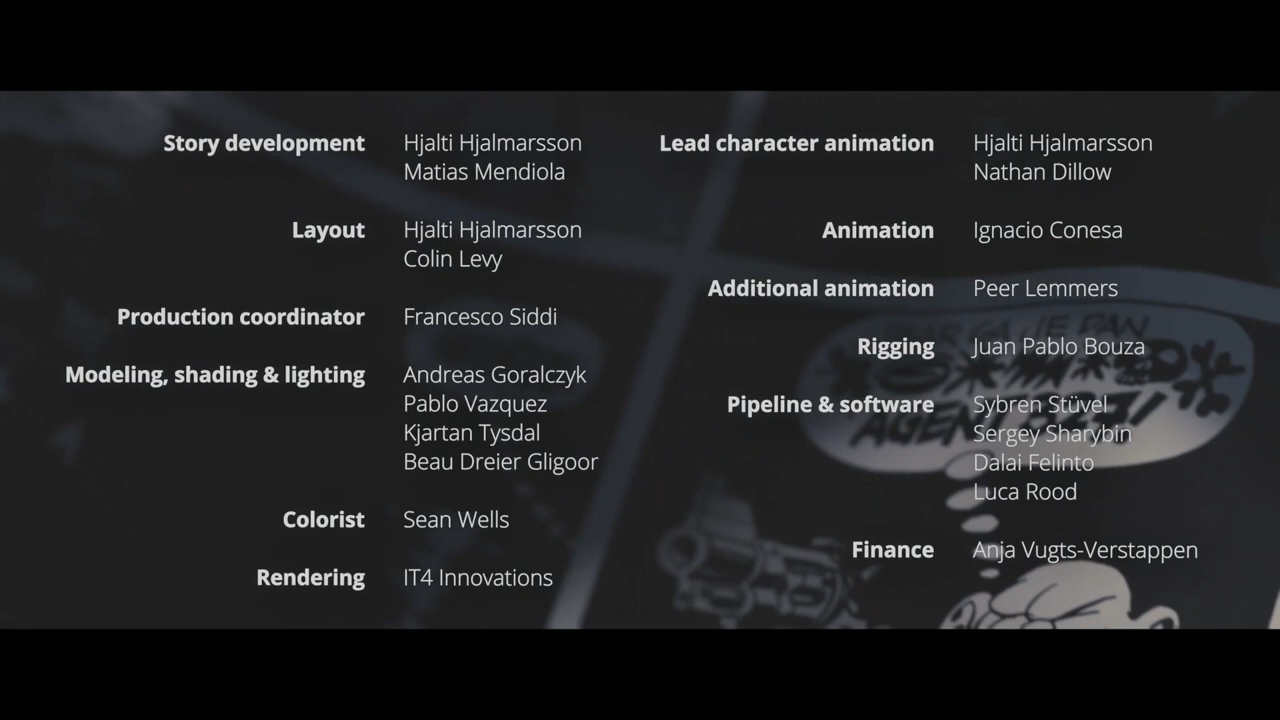 Story development Hjalti Hjalmarsson
Matias Mendiola
Layout Hjalti Hjalmarsson
Colin Levy
Production coordinator Francesco Siddi
Modeling, shading & lighting Andreas Goralczyk
Pablo Vazquez
Kjartan Tysdal
Beau Dreier Gligoor
Colorist Sean Wells
Rendering IT4 Innovations
Lead character animation Hjalti Hjalmarsson
Nathan Dillow
Animation Ignacio Conesa
Additional animation Peer Lemmers
Rigging Juan Pablo Bouza
Pipeline & software Sybren Stüvel
Sergey Sharybin
Dalai Felinto
Luca Rood
Finance Anja Vugts-Verstappen
JE PAN
AGENT